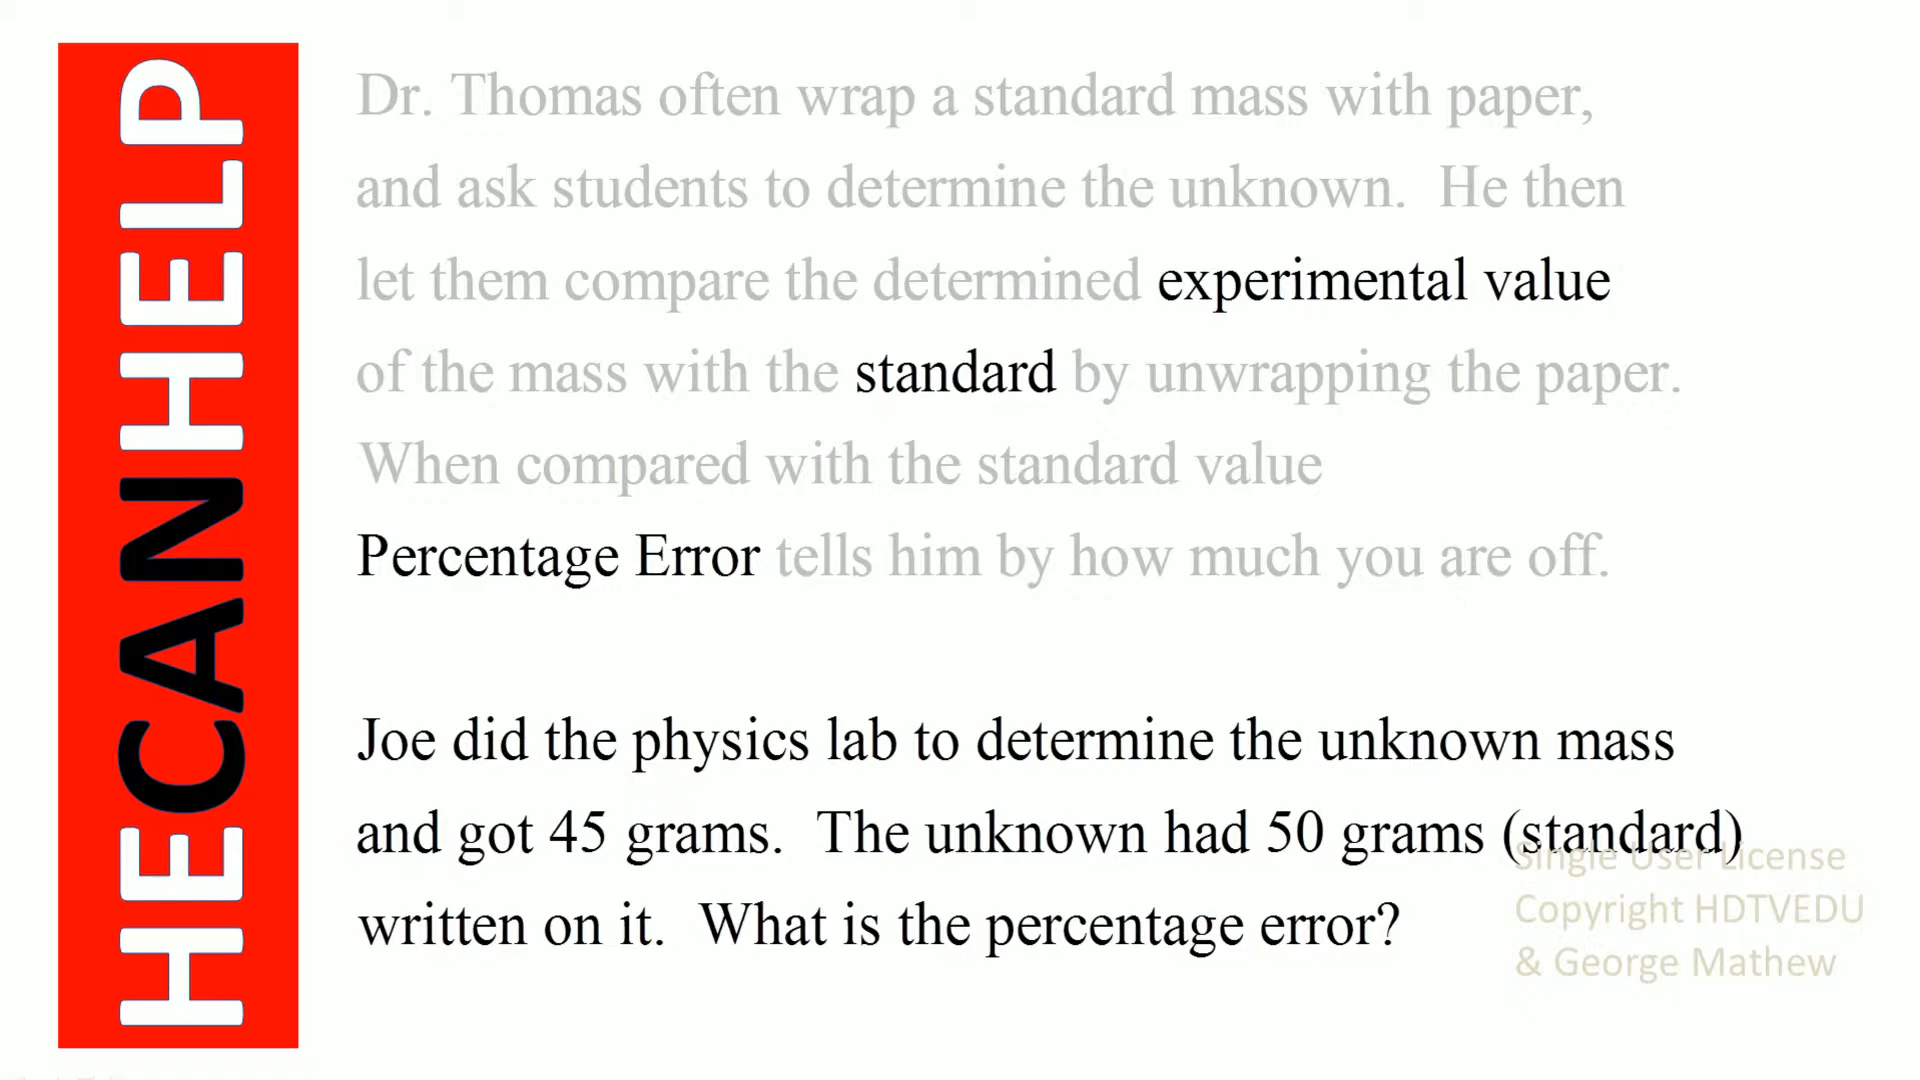 HECANHELP
Dr. Thomas often wrap a standard mass with paper,
and ask students to determine the unknown. He then
let them compare the determined experimental value
of the mass with the standard by unwrapping the paper.
When compared with the standard value
Percentage Error tells him by how much you are off.
Joe did the physics lab to determine the unknown mass
and got 45 grams. The unknown had 50 grams (standard)
written on it. What is the percentage error?
Single User License
Copyright HDTVEDU
& George Mathew